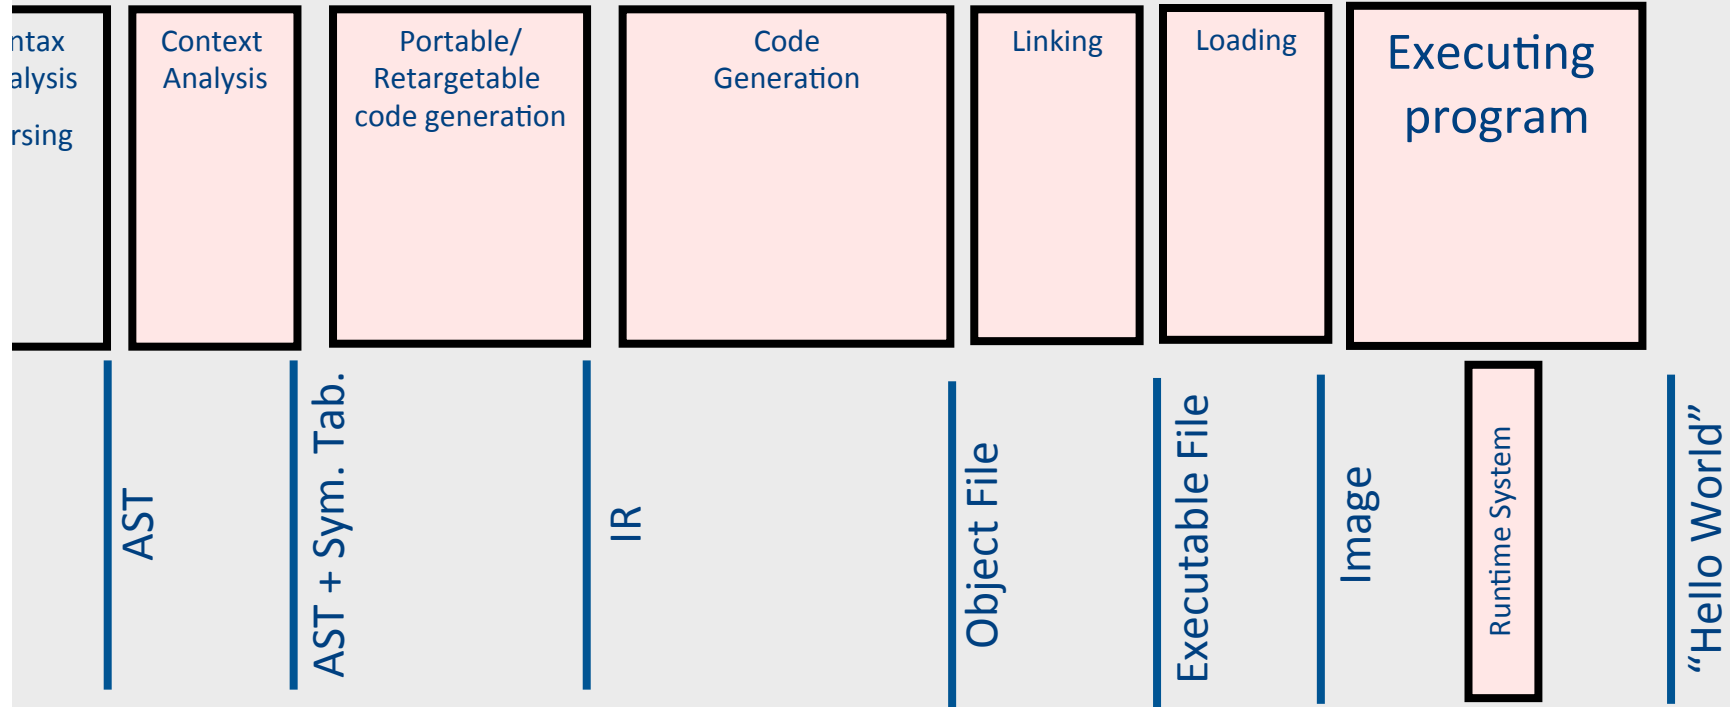 ntax
alysis
rsing
Context
Analysis
Portable/
Retargetable
code generation
Code
Generation
Linking
Loading
Executing
program
AST
AST + Sym. Tab.
IR
Object File
Executable File
Image
Runtime System
“Hello World”